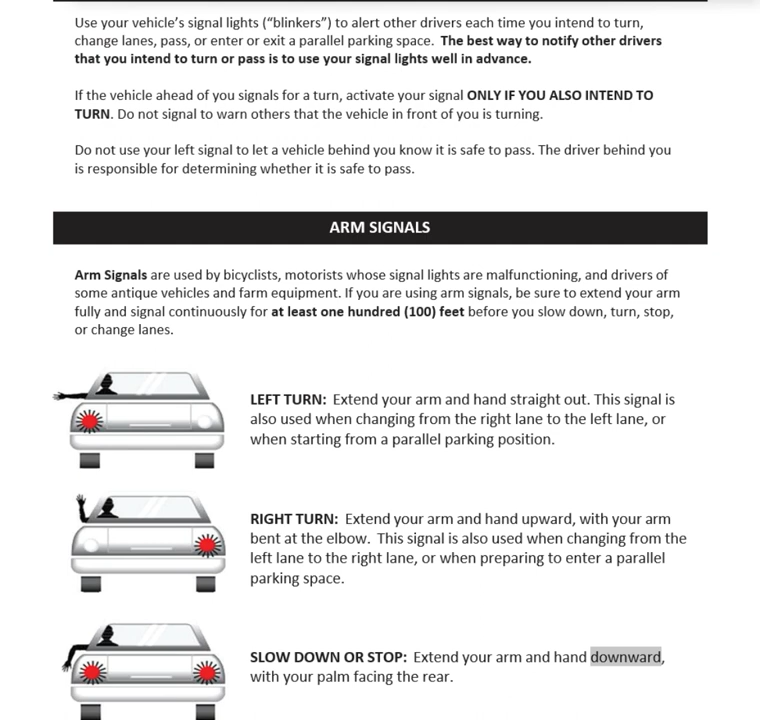 Use your vehicle's signal lights ("blinkers") to alert other drivers each time you intend to turn,
change lanes, pass, or enter or exit a parallel parking space. The best way to notify other drivers
that you intend to turn or pass is to use your signal lights well in advance.
If the vehicle ahead of you signals for a turn, activate your signal ONLY IF YOU ALSO INTEND TO
TURN. Do not signal to warn others that the vehicle in front of you is turning.
Do not use your left signal to let a vehicle behind you know it is safe to pass. The driver behind you
is responsible for determining whether it is safe to pass.
ARM SIGNALS
Arm Signals are used by bicyclists, motorists whose signal lights are malfunctioning, and drivers of
some antique vehicles and farm equipment. If you are using arm signals, be sure to extend your arm
fully and signal continuously for at least one hundred (100) feet before you slow down, turn, stop,
or change lanes.
LEFT TURN: Extend your arm and hand straight out. This signal is
also used when changing from the right lane to the left lane, or
when starting from a parallel parking position.
RIGHT TURN: Extend your arm and hand upward, with your arm
bent at the elbow. This signal is also used when changing from the
left lane to the right lane, or when preparing to enter a parallel
parking space.
SLOW DOWN OR STOP: Extend your arm and hand downward,
with your palm facing the rear.